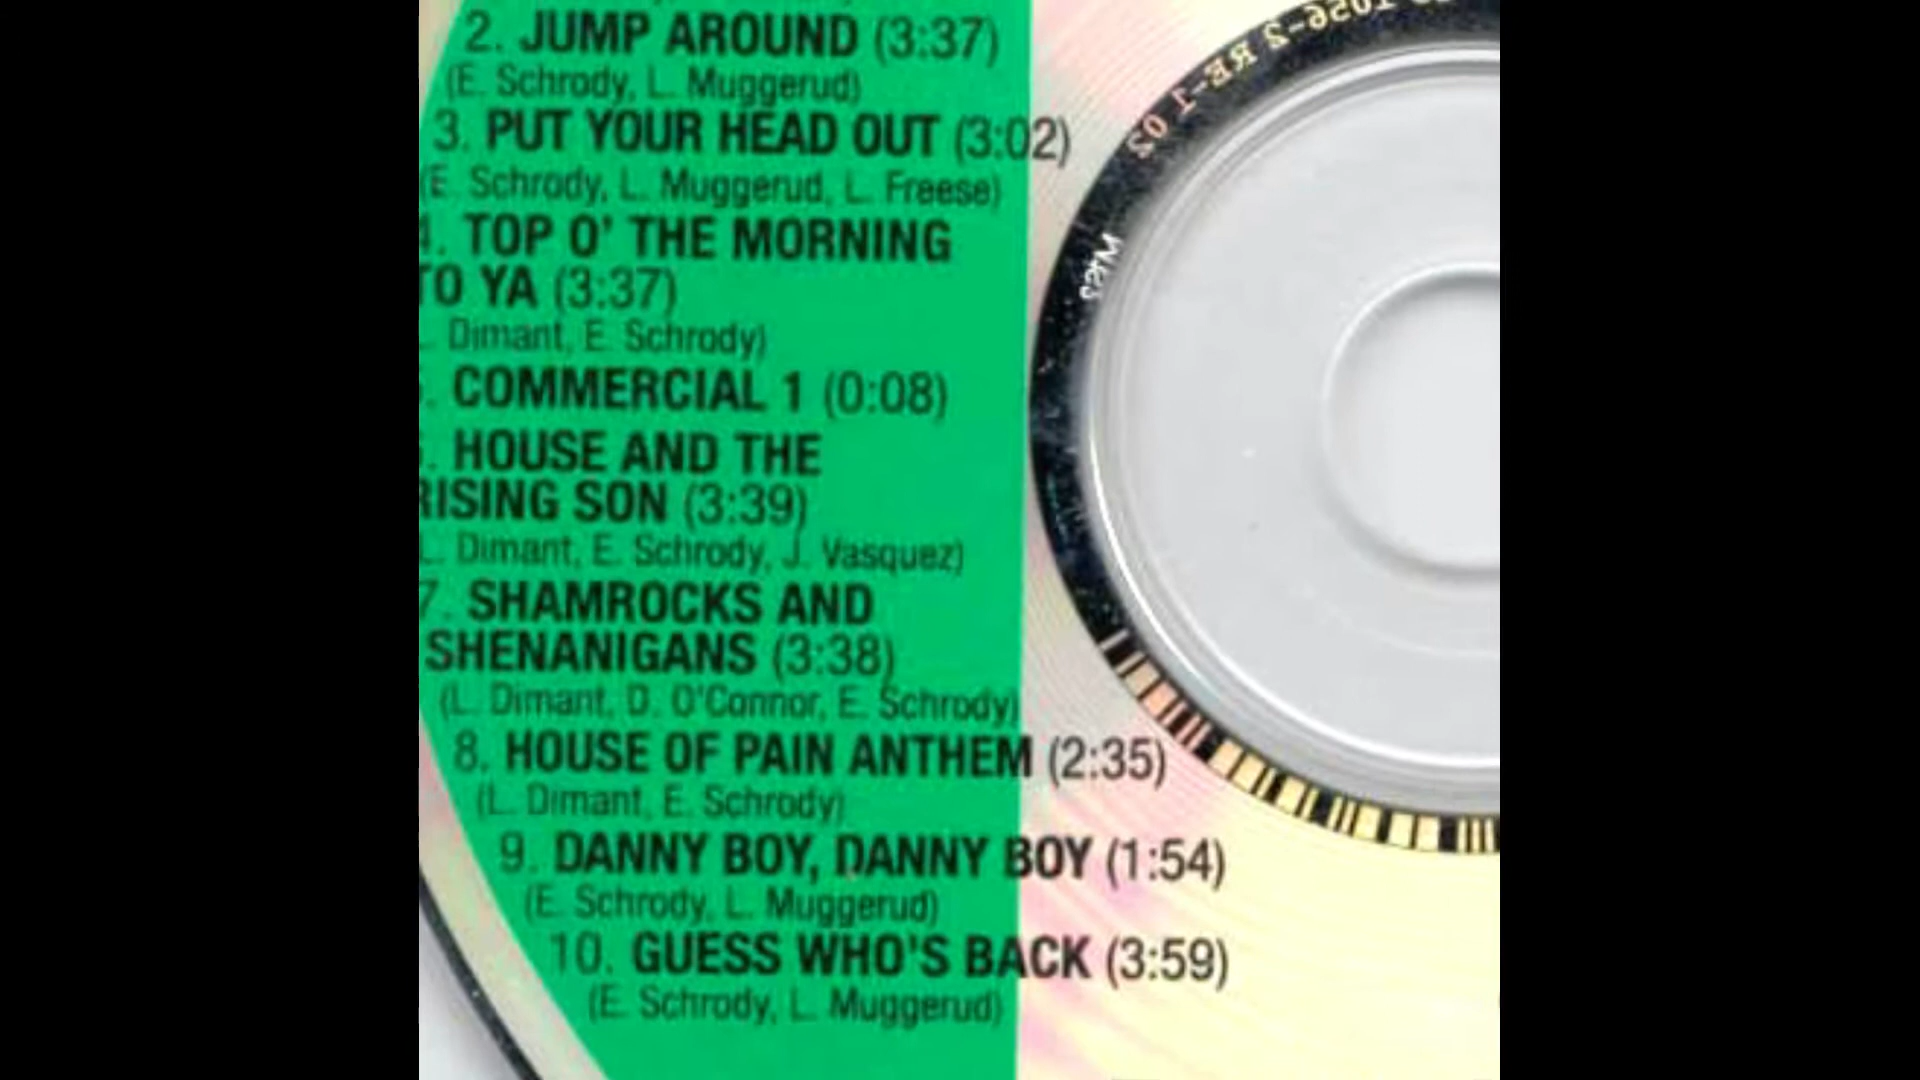 2. JUMP AROUND (3:37)
(E. Schrody, L. Muggerud)
3. PUT YOUR HEAD OUT (3:02)
(E. Schrody, L. Muggerud, L. Freese)
4. TOP O' THE MORNING
TO YA (3:37)
L. Dimant, E. Schrody)
COMMERCIAL 1 (0:08)
6. HOUSE AND THE
RISING SON (3:39)
L. Dimant, E. Schrody, J. Vasquez)
7. SHAMROCKS AND
SHENANIGANS (3:38)
(L. Dimant, D. O'Connor, E. Schrody)
8. HOUSE OF PAIN ANTHEM (2:35)
(L. Dimant, E. Schrody)
9. DANNY BOY, DANNY BOY (1:54)
(E. Schrody, L. Muggerud)
10. GUESS WHO'S BACK (3:59)
(E. Schrody, L. Muggerud)